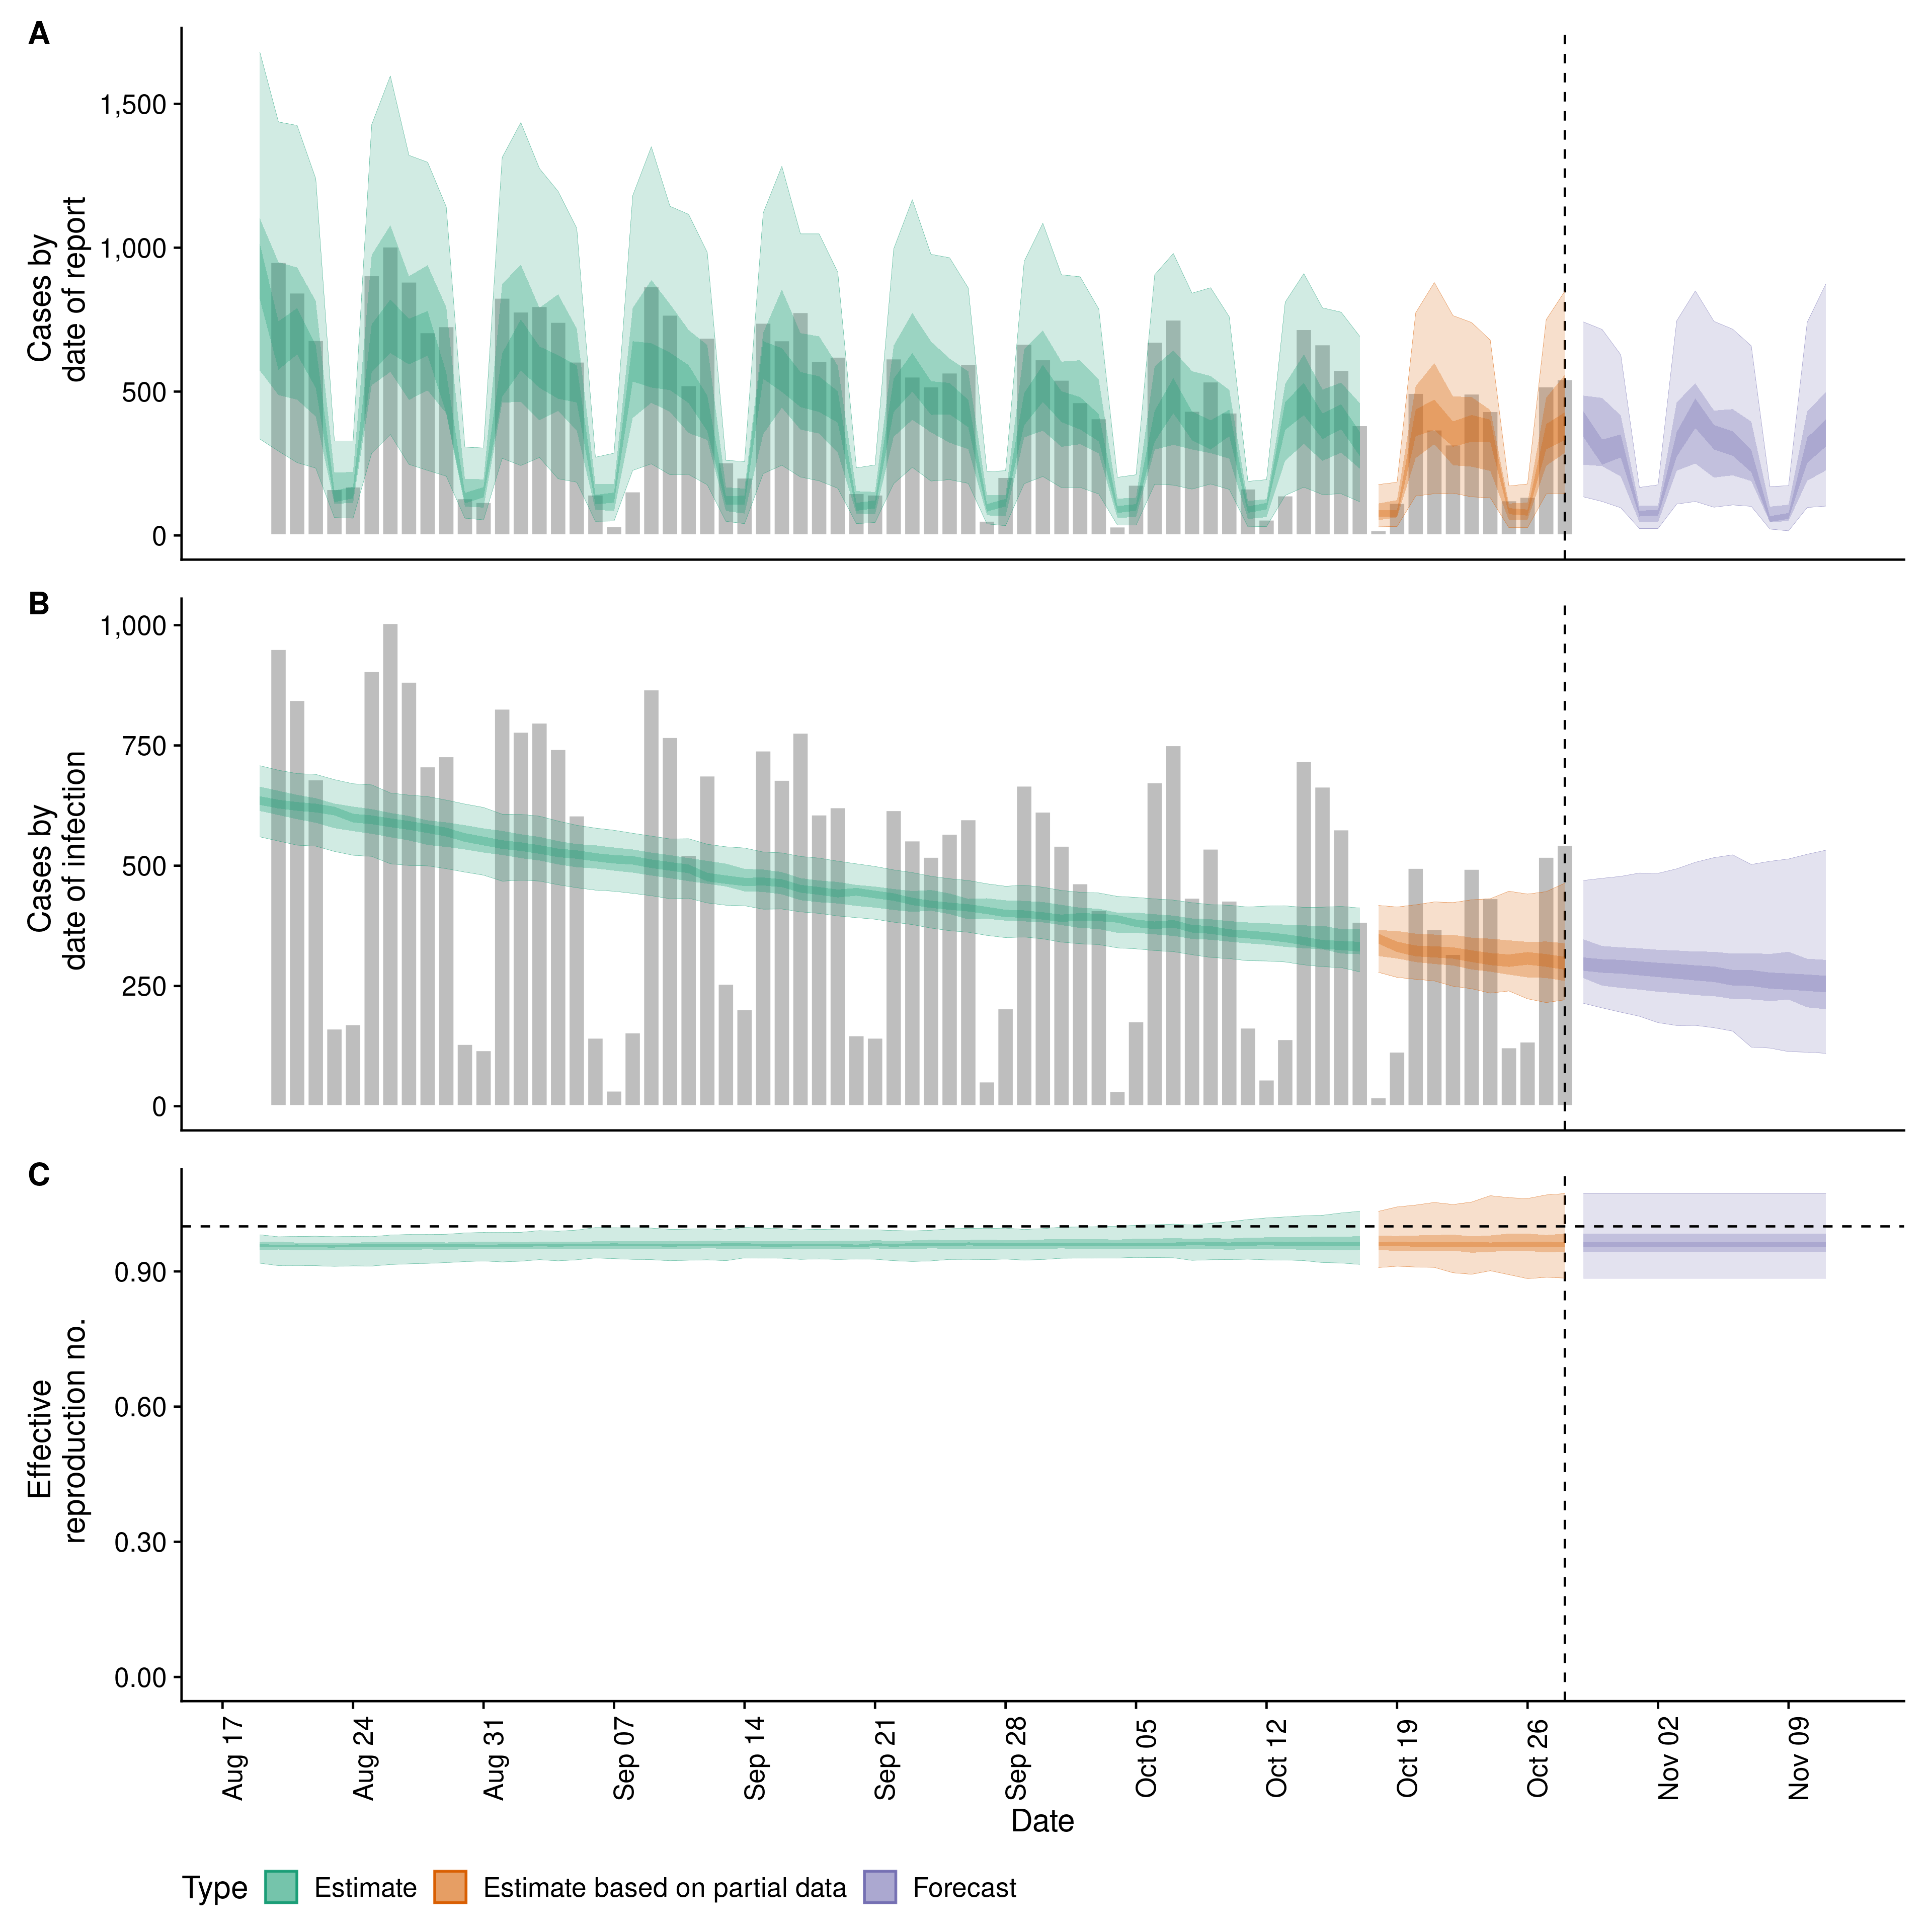 A
Cases by
date of report
1,500
1,000
500
0
B
Cases by
date of infection
1,000
750
500
250
0
C
Effective
reproduction no.
0.90
0.60
0.30
0.00
Aug 17
Aug 24
Aug 31
Sep 07
Sep 14
Sep 21
Sep 28
Oct 05
Oct 12
Oct 19
Oct 26
Nov 02
Nov 09
Date
Type Estimate Estimate based on partial data Forecast